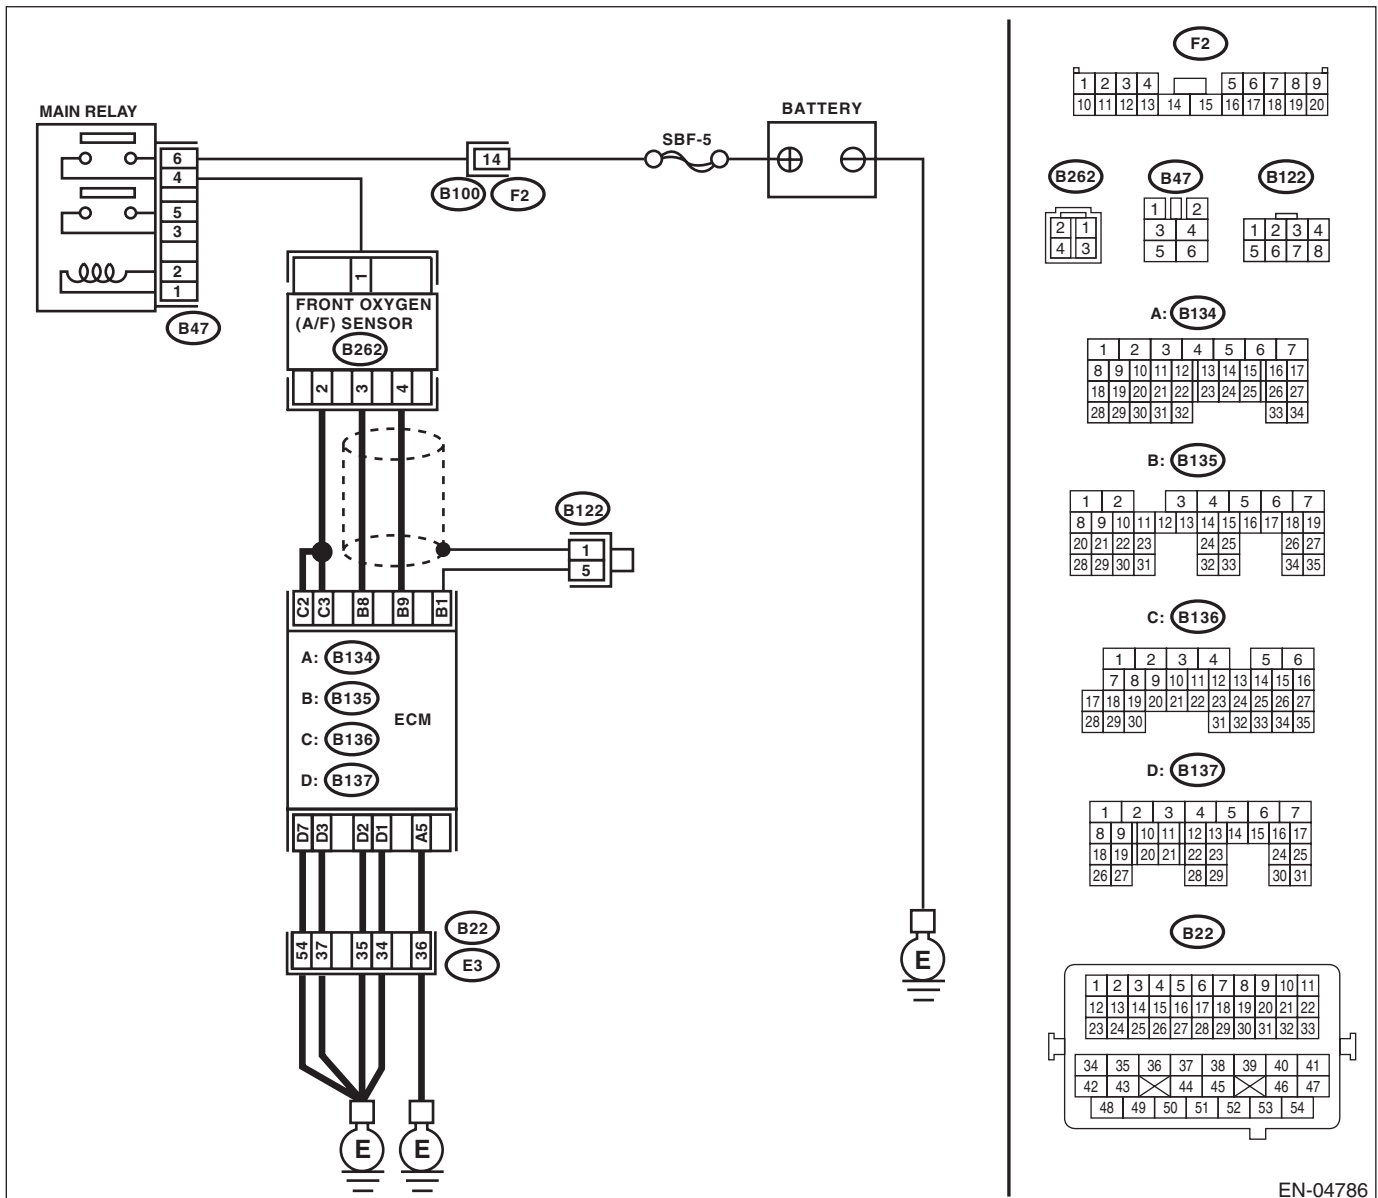 MAIN RELAY
6
4
5
3
2
1
B47
14
B100
F2
SBF-5
BATTERY
1
FRONT OXYGEN
(A/F) SENSOR
B262
2 3 4
B122
1
5
C2 C3 B8 B9 B1
A: B134
B: B135
ECM
C: B136
D: B137
D7 D3 D2 D1 A5
B22
54 37 35 34 36
E3
E
E E
F2
1 2 3 4 5 6 7 8 9
10 11 12 13 14 15 16 17 18 19 20
B262
2 1
4 3
B47
1 2
3 4
5 6
B122
1 2 3 4
5 6 7 8
A: B134
1 2 3 4 5 6 7
8 9 10 11 12 13 14 15 16 17
18 19 20 21 22 23 24 25 26 27
28 29 30 31 32 33 34
B: B135
1 2 3 4 5 6 7
8 9 10 11 12 13 14 15 16 17 18 19
20 21 22 23 24 25 26 27
28 29 30 31 32 33 34 35
C: B136
1 2 3 4 5 6
7 8 9 10 11 12 13 14 15 16
17 18 19 20 21 22 23 24 25 26 27
28 29 30 31 32 33 34 35
D: B137
1 2 3 4 5 6 7
8 9 10 11 12 13 14 15 16 17
18 19 20 21 22 23 24 25
26 27 28 29 30 31
B22
1 2 3 4 5 6 7 8 9 10 11
12 13 14 15 16 17 18 19 20 21 22
23 24 25 26 27 28 29 30 31 32 33
34 35 36 37 38 39 40 41
42 43 44 45 46 47
48 49 50 51 52 53 54
EN-04786